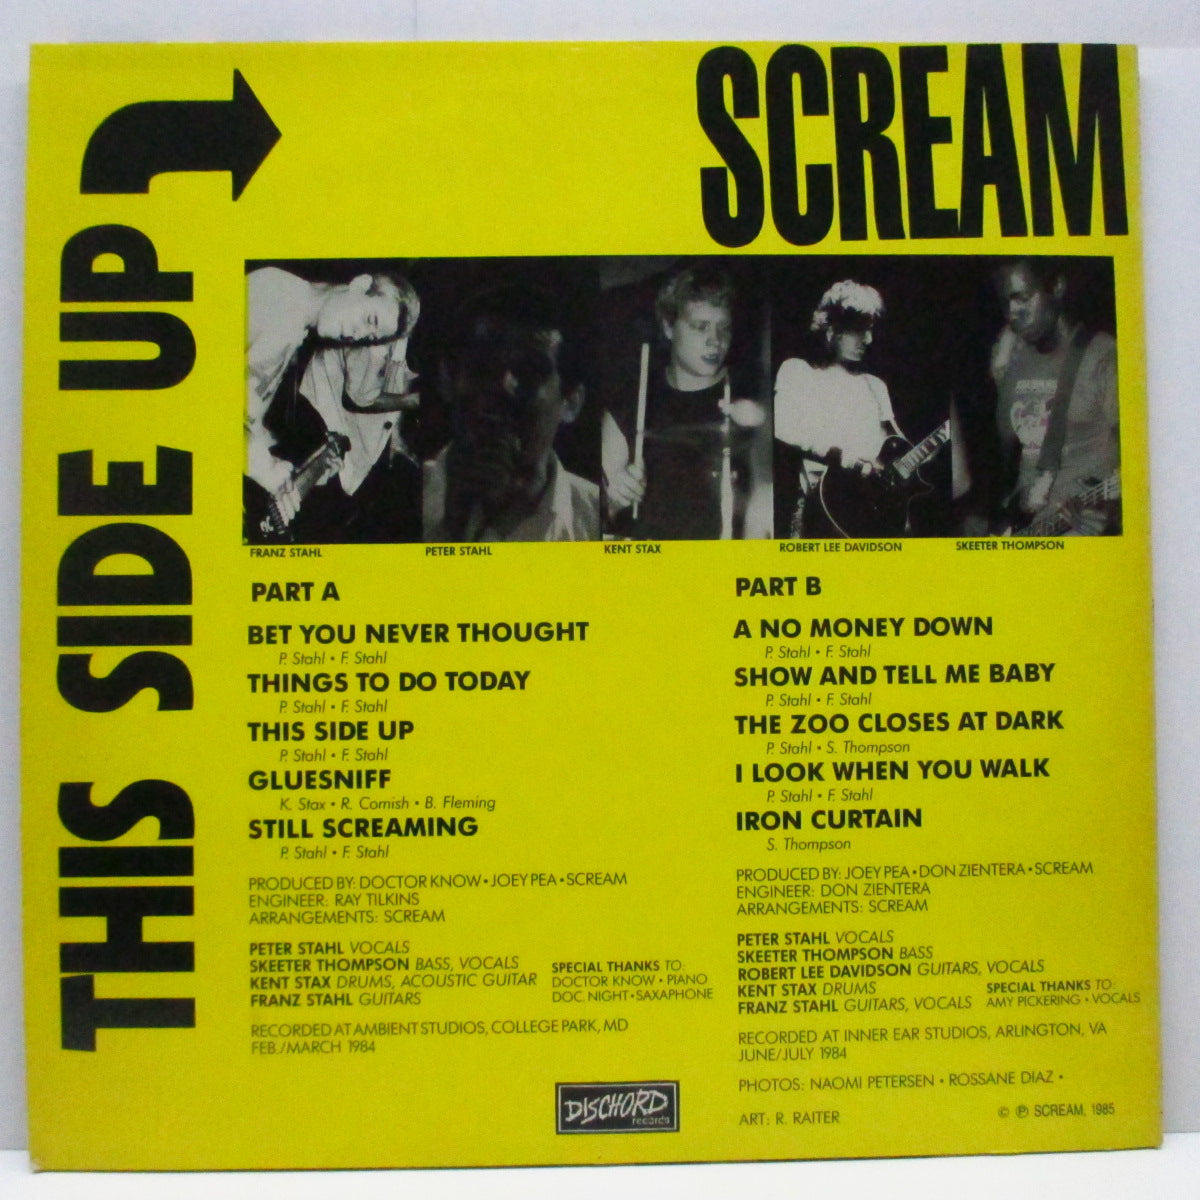 THIS SIDE UP
SCREAM
FRANZ STAHL
PETER STAHL
KENT STAX
ROBERT LEE DAVIDSON
SKEETER THOMPSON
PART A
BET YOU NEVER THOUGHT
P. Stahl • F. Stahl
THINGS TO DO TODAY
P. Stahl • F. Stahl
THIS SIDE UP
P. Stahl • F. Stahl
GLUESNIFF
K. Stax • R. Cornish • B. Fleming
STILL SCREAMING
P. Stahl • F. Stahl
PRODUCED BY: DOCTOR KNOW • JOEY PEA • SCREAM
ENGINEER: RAY TILKINS
ARRANGEMENTS: SCREAM
PETER STAHL VOCALS
SKEETER THOMPSON BASS, VOCALS
KENT STAX DRUMS, ACOUSTIC GUITAR
FRANZ STAHL GUITARS
SPECIAL THANKS TO:
DOCTOR KNOW • PIANO
DOC. NIGHT • SAXAPHONE
RECORDED AT AMBIENT STUDIOS, COLLEGE PARK, MD
FEB./MARCH 1984
PART B
A NO MONEY DOWN
P. Stahl • F. Stahl
SHOW AND TELL ME BABY
P. Stahl • F. Stahl
THE ZOO CLOSES AT DARK
P. Stahl • S. Thompson
I LOOK WHEN YOU WALK
P. Stahl • F. Stahl
IRON CURTAIN
S. Thompson
PRODUCED BY: JOEY PEA • DON ZIENTERA • SCREAM
ENGINEER: DON ZIENTERA
ARRANGEMENTS: SCREAM
PETER STAHL VOCALS
SKEETER THOMPSON BASS
ROBERT LEE DAVIDSON GUITARS, VOCALS
KENT STAX DRUMS
FRANZ STAHL GUITARS, VOCALS
SPECIAL THANKS TO:
AMY PICKERING • VOCALS
RECORDED AT INNER EAR STUDIOS, ARLINGTON, VA
JUNE/JULY 1984
PHOTOS: NAOMI PETERSEN • ROSSANE DIAZ •
ART: R. RAITER
© ℗ SCREAM, 1985
DISCHORD
records